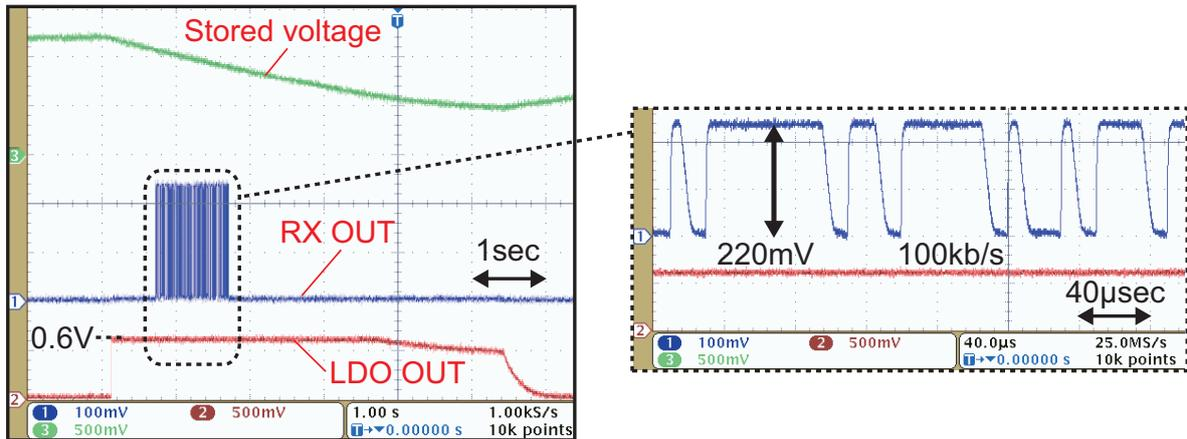 T
Stored voltage
3
RX OUT
1sec
1
0.6V
LDO OUT
2
1 100mV 2 500mV 1.00 s 1.00kS/s
3 500mV T→▼0.00000 s 10k points
1
220mV 100kb/s
40µsec
2
1 100mV 2 500mV 40.0µs 25.0MS/s
3 500mV T→▼0.00000 s 10k points